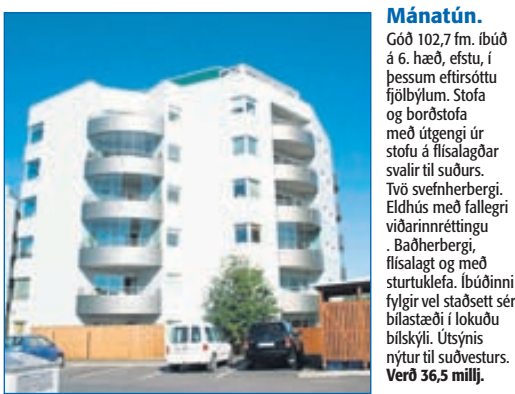 Mánatún.
Góð 102,7 fm. íbúð
á 6. hæð, efstu, í
þessum eftirsóttu
fjölbýlum. Stofa
og borðstofa
með útgengi úr
stofu á flísalagðar
svalir til suðurs.
Tvö svefnherbergi.
Eldhús með fallegri
viðarinnréttingu
. Baðherbergi,
flísalagt og með
sturtuklefa. Íbúðinni
fylgir vel staðsett sér
bílastæði í lokuðu
bílskýli. Útsýnis
nýtur til suðvesturs.
Verð 36,5 millj.